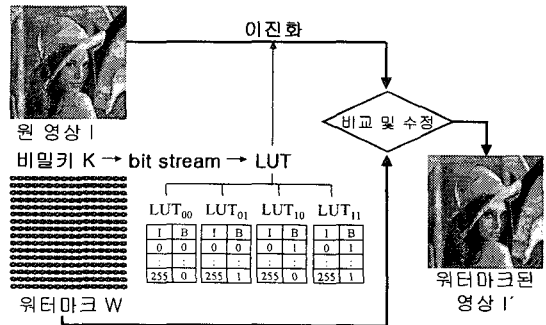 이진화
원 영상 I
비교 및 수정
비밀키 K → bit stream → LUT
LUT₀₀ LUT₀₁ LUT₁₀ LUT₁₁
I B I B I B I B
0 0 0 0 0 1 0 1
⋮ ⋮ ⋮ ⋮ ⋮ ⋮ ⋮ ⋮
255 0 255 1 255 0 255 1
워터마크 W
워터마크된
영상 I′